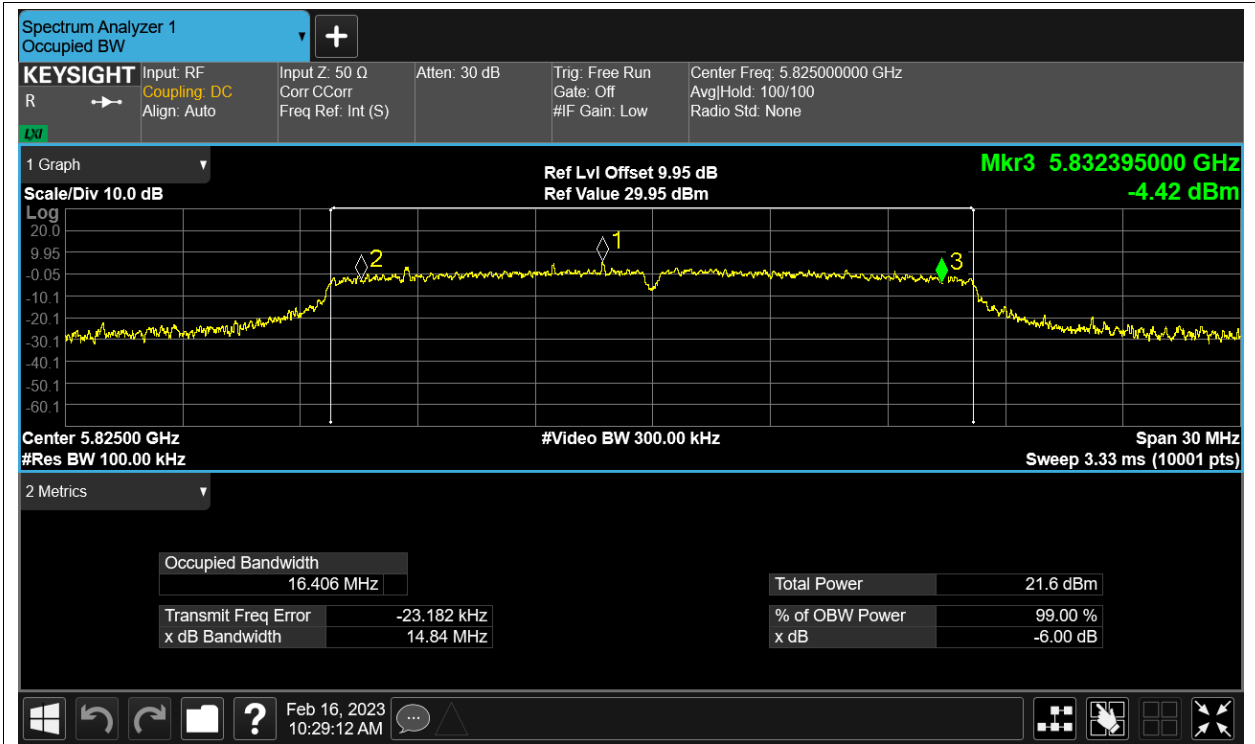 Spectrum Analyzer 1
Occupied BW
KEYSIGHT
R
LXI
Input: RF
Coupling: DC
Align: Auto
Input Z: 50 Ω
Corr CCorr
Freq Ref: Int (S)
Atten: 30 dB
Trig: Free Run
Gate: Off
#IF Gain: Low
Center Freq: 5.825000000 GHz
Avg|Hold: 100/100
Radio Std: None
1 Graph
Scale/Div 10.0 dB
Ref Lvl Offset 9.95 dB
Ref Value 29.95 dBm
Mkr3 5.832395000 GHz
-4.42 dBm
Log
20.0
9.95
-0.05
-10.1
-20.1
-30.1
-40.1
-50.1
-60.1
1
2
3
Center 5.82500 GHz
#Res BW 100.00 kHz
#Video BW 300.00 kHz
Span 30 MHz
Sweep 3.33 ms (10001 pts)
2 Metrics
Occupied Bandwidth
16.406 MHz
Transmit Freq Error -23.182 kHz
x dB Bandwidth 14.84 MHz
Total Power 21.6 dBm
% of OBW Power 99.00 %
x dB -6.00 dB
?
Feb 16, 2023
10:29:12 AM